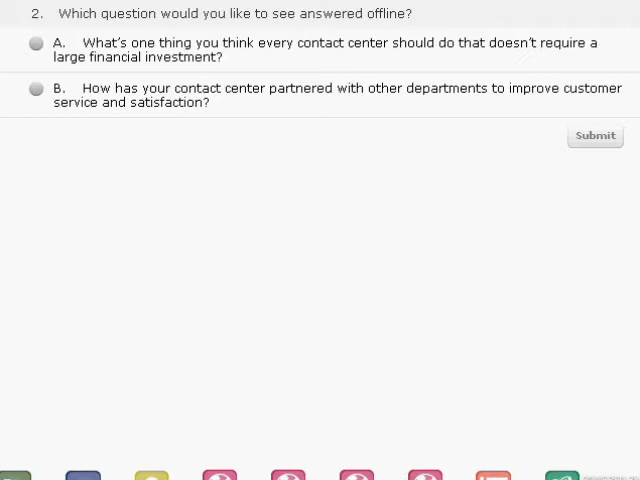 2. Which question would you like to see answered offline?
A. What's one thing you think every contact center should do that doesn't require a
large financial investment?
B. How has your contact center partnered with other departments to improve customer
service and satisfaction?
Submit